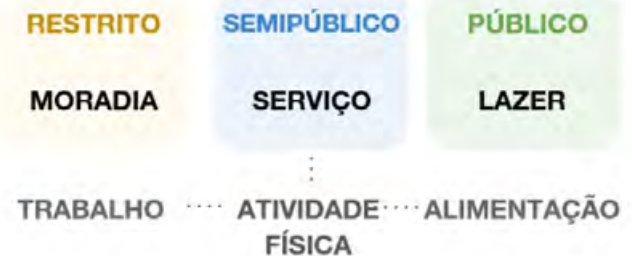 RESTRITO SEMIPÚBLICO PÚBLICO
MORADIA SERVIÇO LAZER
TRABALHO ATIVIDADE ALIMENTAÇÃO
FÍSICA